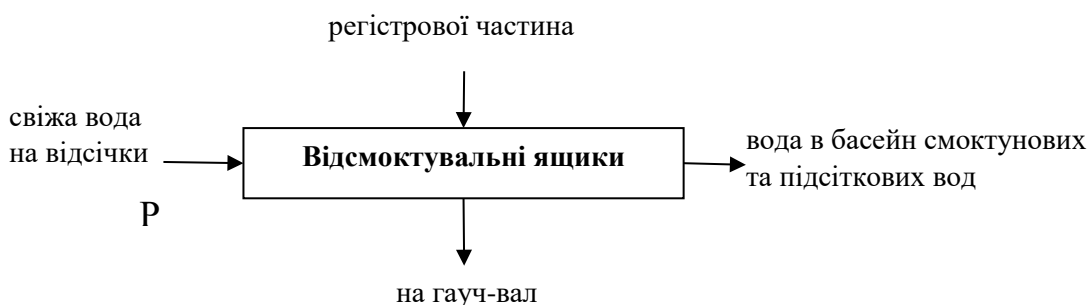 регістрової частина
свіжа вода
на відсічки
Відсмоктувальні ящики
вода в басейн смоктунових
та підсіткових вод
Р
на гауч-вал